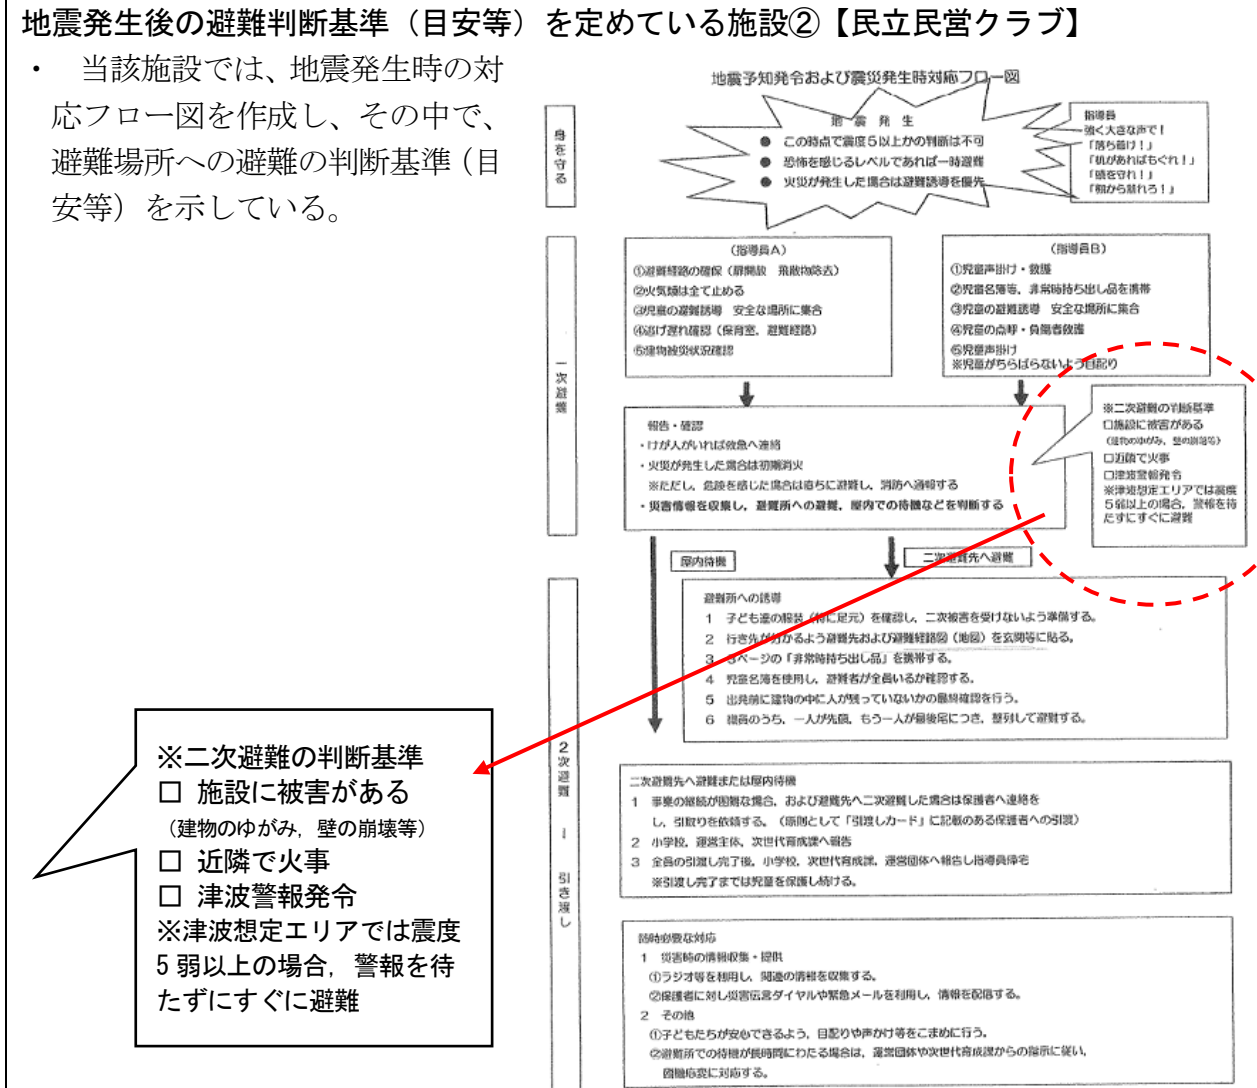 地震発生後の避難判断基準（目安等）を定めている施設②【民立民営クラブ】
・　当該施設では、地震発生時の対
応フロー図を作成し、その中で、
避難場所への避難の判断基準（目
安等）を示している。
地震予知発令および震災発生時対応フロー図
身を守る
地　震　発　生
● この時点で震度５以上かの判断は不可
● 恐怖を感じるレベルであれば一時避難
● 火災が発生した場合は避難誘導を優先
指導員
強く大きな声で！
「落ち着け！」
「机があればもぐれ！」
「頭を守れ！」
「棚から離れろ！」
一次避難
（指導員Ａ）
①避難経路の確保（扉開放　飛散物除去）
②火気類は全て止める
③児童の避難誘導　安全な場所に集合
④逃げ遅れ確認（保育室、避難経路）
⑤建物被災状況確認
（指導員Ｂ）
①児童声掛け・救護
②児童名簿等、非常時持ち出し品を携帯
③児童の避難誘導　安全な場所に集合
④児童の点呼・負傷者救護
⑤児童声掛け
※児童がちらばらないよう目配り
報告・確認
・けが人がいれば救急へ連絡
・火災が発生した場合は初期消火
※ただし、危険を感じた場合は直ちに避難し、消防へ通報する
・災害情報を収集し、避難所への避難、屋内での待機などを判断する
※二次避難の判断基準
□施設に被害がある
（建物のゆがみ、壁の崩壊等）
□近隣で火事
□津波警報発令
※津波想定エリアでは震度
５弱以上の場合、警報を待
たずにすぐに避難
屋内待機
二次避難先へ避難
２次避難　ー　引き渡し
避難所への誘導
１　子ども達の服装（特に足元）を確認し、二次被害を受けないよう準備する。
２　行き先が分かるよう避難先および避難経路図（地図）を玄関等に貼る。
３　3ページの「非常時持ち出し品」を携帯する。
４　児童名簿を使用し、避難者が全員いるか確認する。
５　出発前に建物の中に人が残っていないかの最終確認を行う。
６　職員のうち、一人が先頭、もう一人が最後尾につき、整列して避難する。
※二次避難の判断基準
□ 施設に被害がある
（建物のゆがみ，壁の崩壊等）
□ 近隣で火事
□ 津波警報発令
※津波想定エリアでは震度
５弱以上の場合，警報を待
たずにすぐに避難
二次避難先へ避難または屋内待機
１　事業の継続が困難な場合、および避難先へ二次避難した場合は保護者へ連絡を
し、引取りを依頼する。（原則として「引渡しカード」に記載のある保護者への引渡）
２　小学校、運営主体、次世代育成課へ報告
３　全員の引渡し完了後、小学校、次世代育成課、運営団体へ報告し指導員帰宅
※引渡し完了までは児童を保護し続ける。
随時必要な対応
１　災害時の情報収集・提供
①ラジオ等を利用し、関連の情報を収集する。
②保護者に対し災害伝言ダイヤルや緊急メールを利用し、情報を配信する。
２　その他
①子どもたちが安心できるよう、目配りや声かけ等をこまめに行う。
②避難所での待機が長時間にわたる場合は、運営団体や次世代育成課からの指示に従い、
臨機応変に対応する。